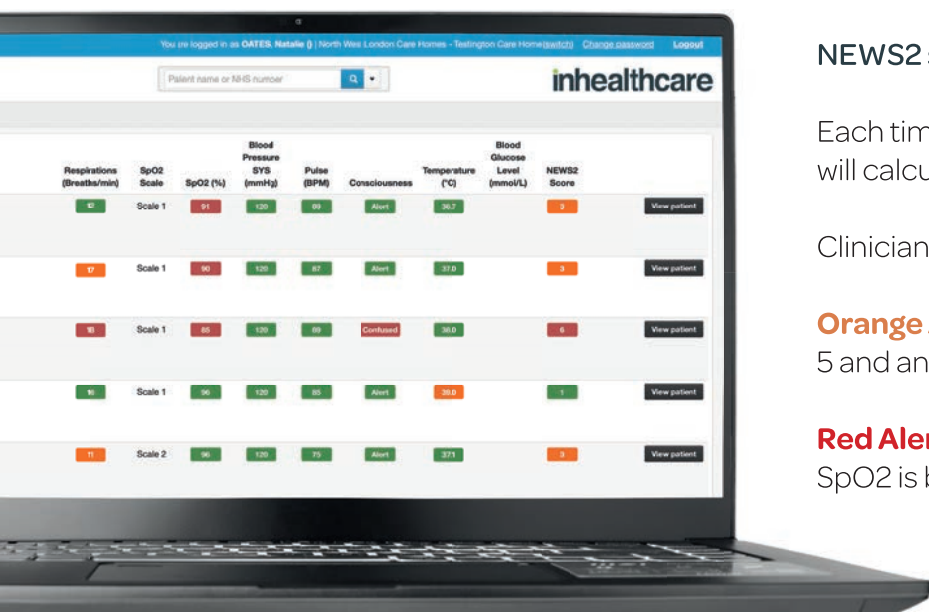 You are logged in as OATES, Natalie () | North West London Care Homes - Testington Care Home(switch) Change password Logout
Patient name or NHS number
inhealthcare
Respirations (Breaths/min) SpO2 Scale SpO2 (%) Blood Pressure SYS (mmHg) Pulse (BPM) Consciousness Temperature (°C) Blood Glucose Level (mmol/L) NEWS2 Score
12 Scale 1 91 120 89 Alert 36.7 3 View patient
17 Scale 1 90 120 87 Alert 37.0 3 View patient
18 Scale 1 85 120 89 Confused 36.0 6 View patient
16 Scale 1 96 120 85 Alert 39.0 1 View patient
11 Scale 2 96 120 75 Alert 37.1 3 View patient
NEWS2
Each tim
will calcu
Clinician
Orange
5 and an
Red Aler
SpO2 is b